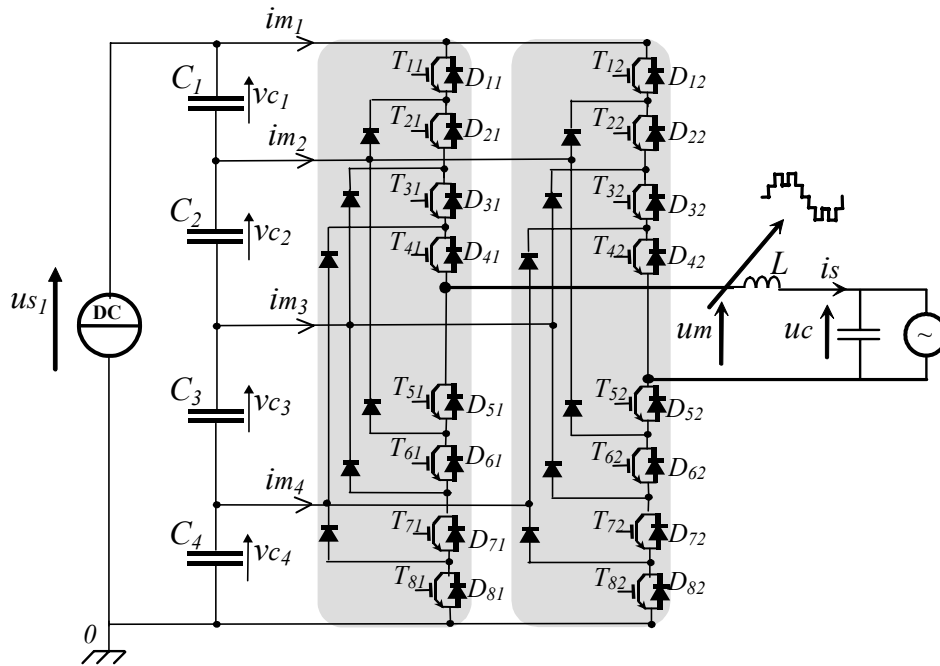 im1
T11
D11
T12
D12
C1
vc1
T21
D21
T22
D22
im2
T31
D31
T32
D32
C2
vc2
T41
D41
T42
D42
L
is
us1
DC
im3
um
uc
~
C3
vc3
T51
D51
T52
D52
T61
D61
T62
D62
im4
T71
D71
T72
D72
C4
vc4
T81
D81
T82
D82
0